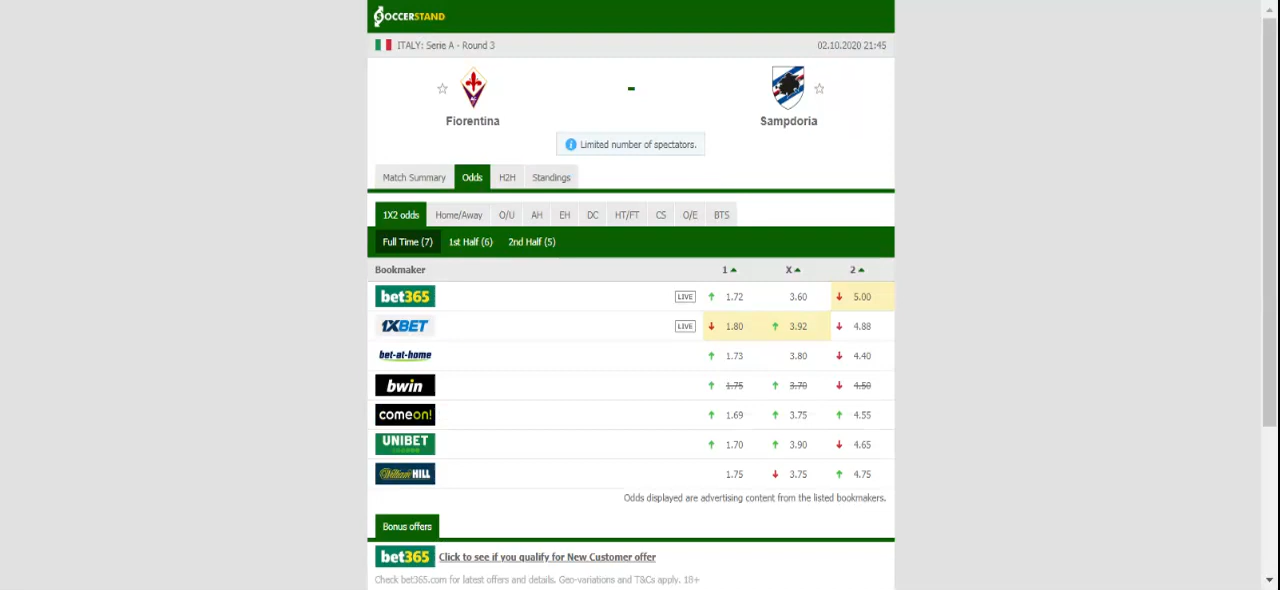 SOCCERSTAND
ITALY: Serie A - Round 3 02.10.2020 21:45
-
Fiorentina Sampdoria
Limited number of spectators.
Match Summary Odds H2H Standings
1X2 odds Home/Away O/U AH EH DC HT/FT CS O/E BTS
Full Time (7) 1st Half (6) 2nd Half (5)
Bookmaker 1 X 2
bet365 LIVE 1.72 3.60 5.00
1XBET LIVE 1.80 3.92 4.88
bet-at-home 1.73 3.80 4.40
bwin 1.75 3.70 4.50
comeon! 1.69 3.75 4.55
UNIBET 1.70 3.90 4.65
William HILL 1.75 3.75 4.75
Odds displayed are advertising content from the listed bookmakers.
Bonus offers
bet365 Click to see if you qualify for New Customer offer
Check bet365.com for latest offers and details. Geo-variations and T&Cs apply. 18+